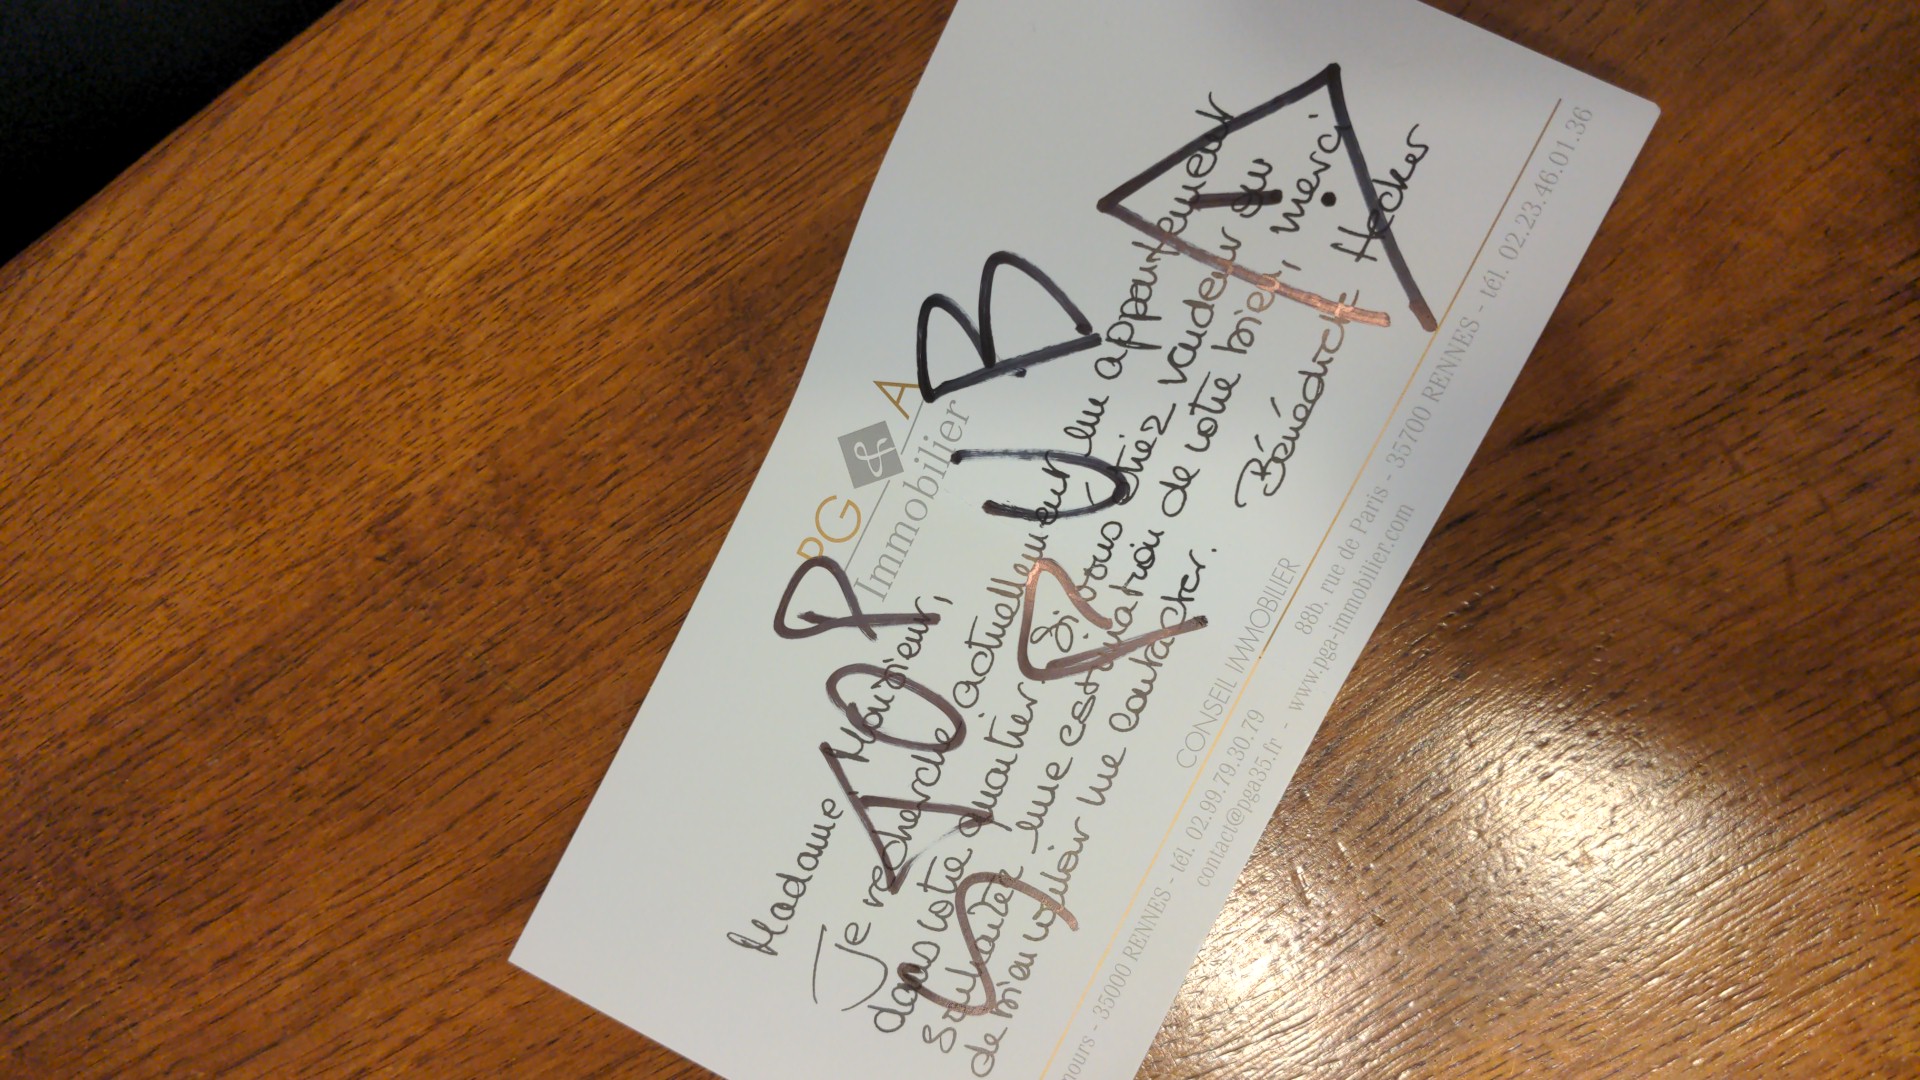 PG & A
Immobilier
STOP
PUB
!
Madame, Monsieur,
Je recherche actuellement un appartement
dans votre quartier. Si vous étiez vendeur ou
souhaitez une estimation de votre bien, merci
de bien vouloir me contacter.
Bénédicte Hecker
CONSEIL IMMOBILIER
- 35000 RENNES - tél. 02.99.79.30.79 88b, rue de Paris - 35700 RENNES - tél. 02.23.46.01.36
contact@pga35.fr - www.pga-immobilier.com